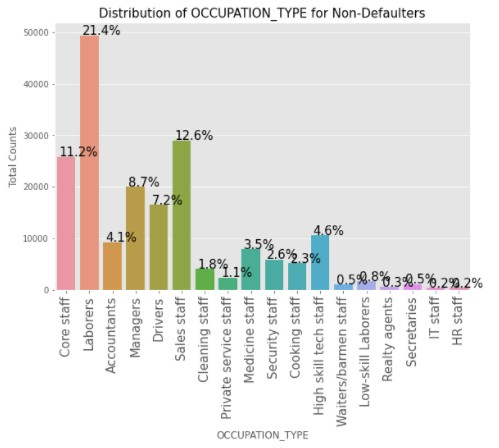 Distribution of OCCUPATION_TYPE for Non-Defaulters
Total Counts
50000
40000
30000
20000
10000
0
11.2%
21.4%
4.1%
8.7%
7.2%
12.6%
1.8%
1.1%
3.5%
2.6%
2.3%
4.6%
0.5%
0.8%
0.3%
0.5%
0.2%
0.2%
Core staff
Laborers
Accountants
Managers
Drivers
Sales staff
Cleaning staff
Private service staff
Medicine staff
Security staff
Cooking staff
High skill tech staff
Waiters/barmen staff
Low-skill Laborers
Realty agents
Secretaries
IT staff
HR staff
OCCUPATION_TYPE